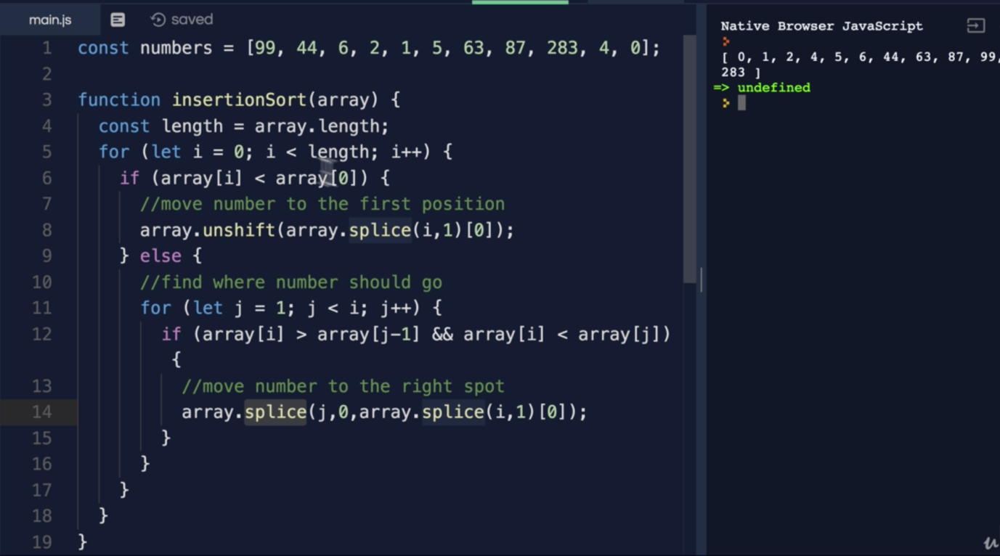 main.js saved
1 const numbers = [99, 44, 6, 2, 1, 5, 63, 87, 283, 4, 0];
2
3 function insertionSort(array) {
4 const length = array.length;
5 for (let i = 0; i < length; i++) {
6 if (array[i] < array[0]) {
7 //move number to the first position
8 array.unshift(array.splice(i,1)[0]);
9 } else {
10 //find where number should go
11 for (let j = 1; j < i; j++) {
12 if (array[i] > array[j-1] && array[i] < array[j])
{
13 //move number to the right spot
14 array.splice(j,0,array.splice(i,1)[0]);
15 }
16 }
17 }
18 }
19 }
Native Browser JavaScript
[ 0, 1, 2, 4, 5, 6, 44, 63, 87, 99,
283 ]
=> undefined